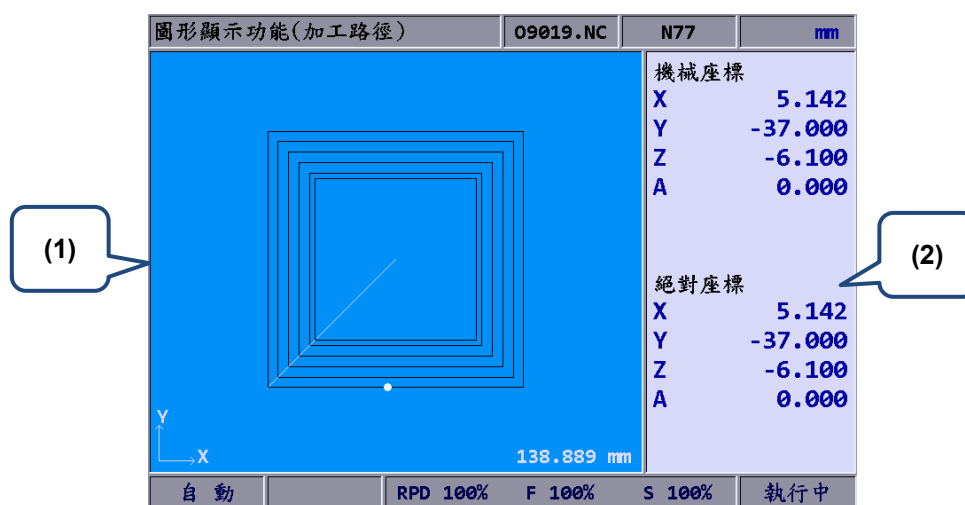 圖形顯示功能(加工路徑) O9019.NC N77 mm
機械座標
X 5.142
Y -37.000
Z -6.100
A 0.000
(1)
(2)
絕對座標
X 5.142
Y -37.000
Z -6.100
A 0.000
Y
X
138.889 mm
自動 RPD 100% F 100% S 100% 執行中